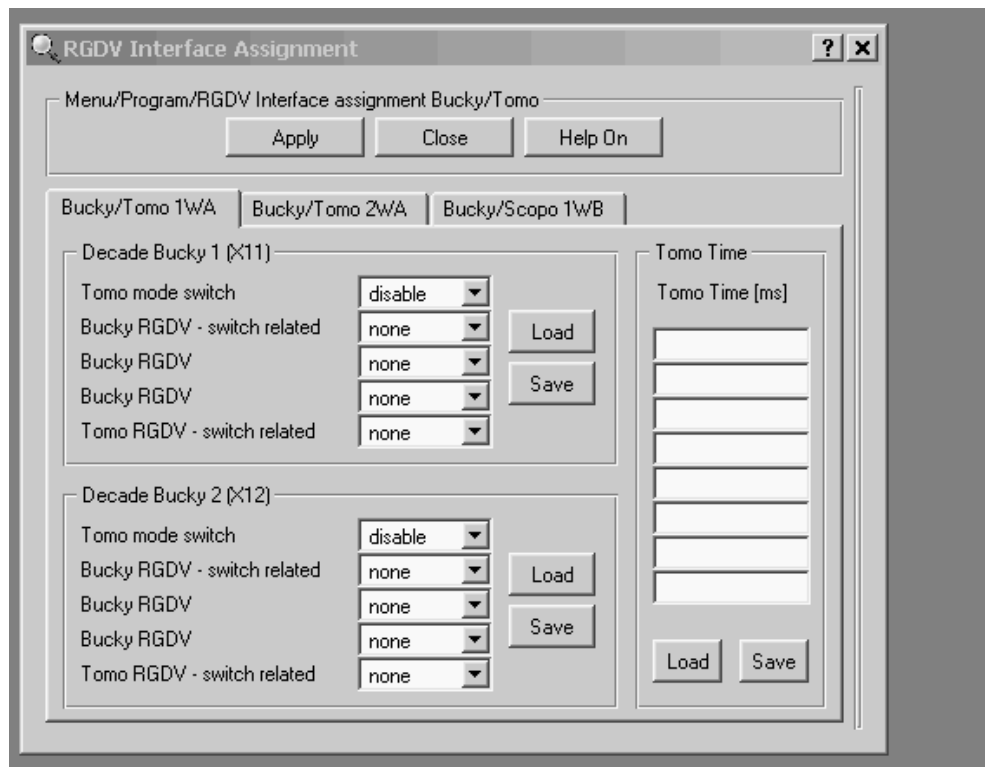 RGDV Interface Assignment
Menu/Program/RGDV Interface assignment Bucky/Tomo
Apply Close Help On
Bucky/Tomo 1WA Bucky/Tomo 2WA Bucky/Scopo 1WB
Decade Bucky 1 (X11)
Tomo mode switch disable
Bucky RGDV - switch related none
Bucky RGDV none
Bucky RGDV none
Tomo RGDV - switch related none
Load
Save
Decade Bucky 2 (X12)
Tomo mode switch disable
Bucky RGDV - switch related none
Bucky RGDV none
Bucky RGDV none
Tomo RGDV - switch related none
Load
Save
Tomo Time
Tomo Time [ms]
Load Save